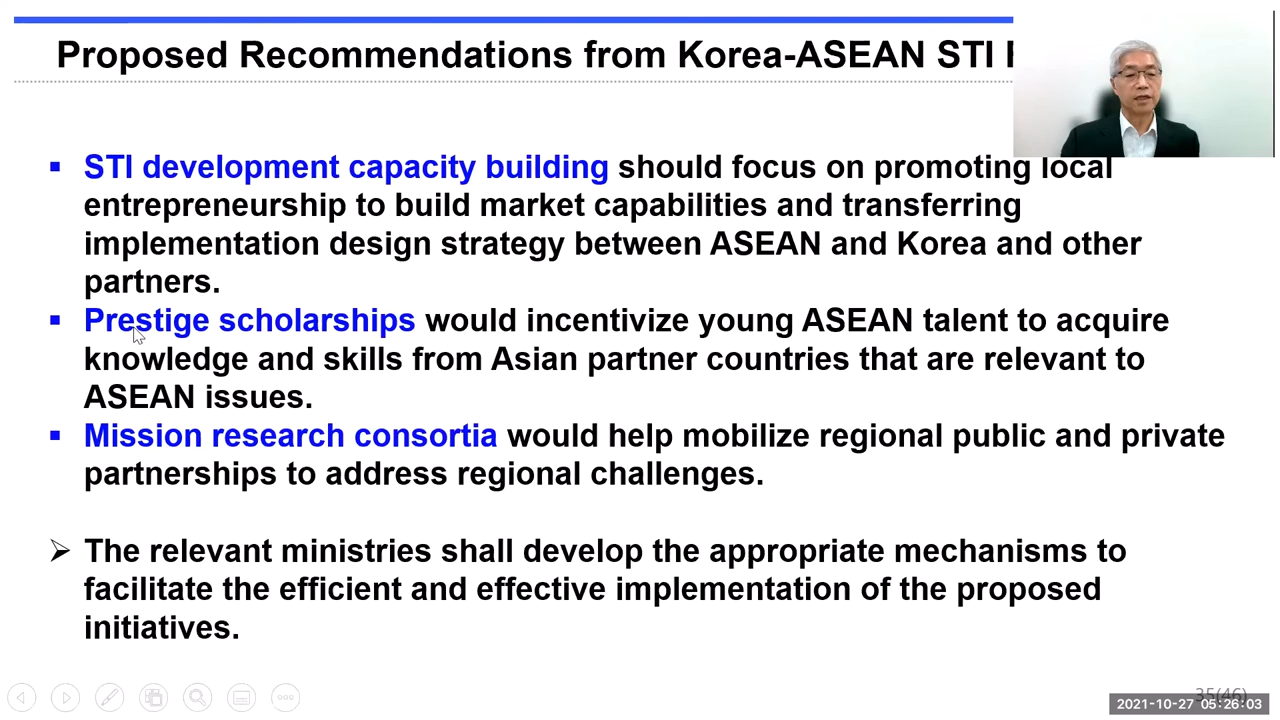 Proposed Recommendations from Korea-ASEAN STI
▪ STI development capacity building should focus on promoting local
entrepreneurship to build market capabilities and transferring
implementation design strategy between ASEAN and Korea and other
partners.
▪ Prestige scholarships would incentivize young ASEAN talent to acquire
knowledge and skills from Asian partner countries that are relevant to
ASEAN issues.
▪ Mission research consortia would help mobilize regional public and private
partnerships to address regional challenges.
➢ The relevant ministries shall develop the appropriate mechanisms to
facilitate the efficient and effective implementation of the proposed
initiatives.
35(46)
2021-10-27 05:26:03